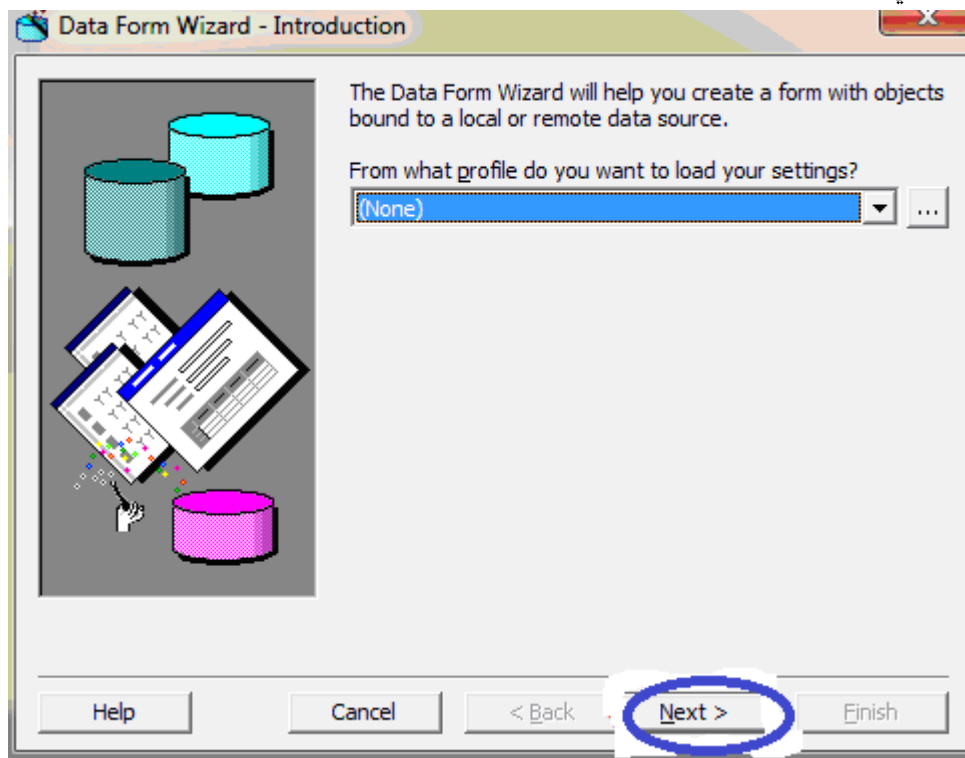 Data Form Wizard - Introduction
The Data Form Wizard will help you create a form with objects
bound to a local or remote data source.
From what profile do you want to load your settings?
(None)
...
Help
Cancel
< Back
Next >
Finish